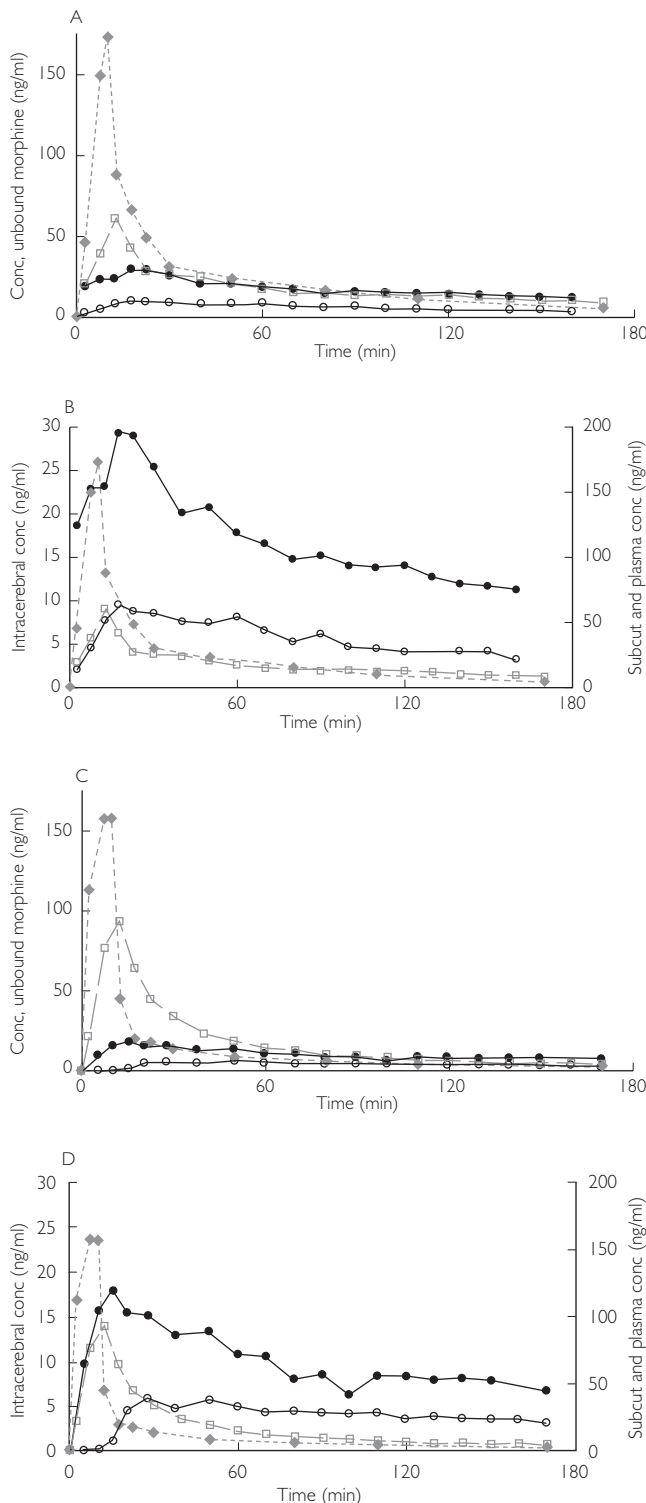 A
Conc, unbound morphine (ng/ml)
150
100
50
0
0 60 120 180
Time (min)
B
Intracerebral conc (ng/ml)
30
25
20
15
10
5
0
200
150
100
50
0
Subcut and plasma conc (ng/ml)
0 60 120 180
Time (min)
C
Conc, unbound morphine (ng/ml)
150
100
50
0
0 60 120 180
Time (min)
D
Intracerebral conc (ng/ml)
30
25
20
15
10
5
0
200
150
100
50
0
Subcut and plasma conc (ng/ml)
0 60 120 180
Time (min)